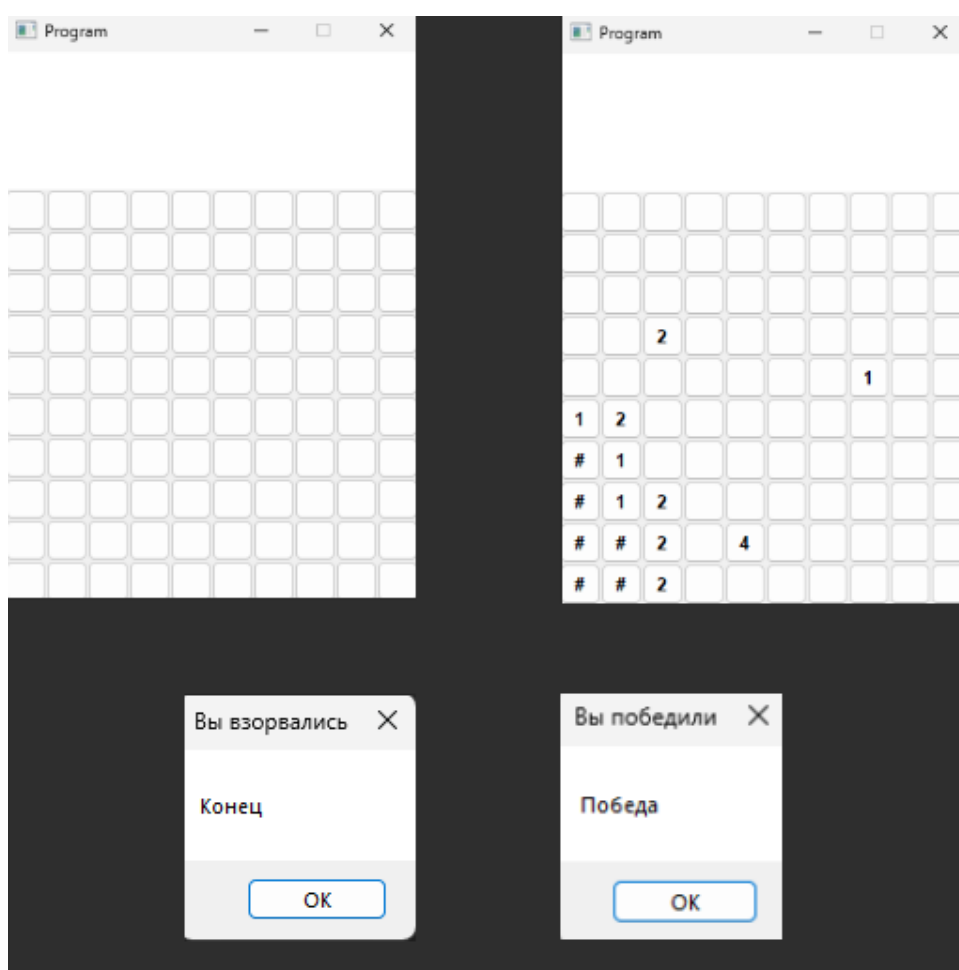 Program
Program
2
1
1 2
# 1
# 1 2
# # 2 4
# # 2
Вы взорвались
Конец
OK
Вы победили
Победа
OK